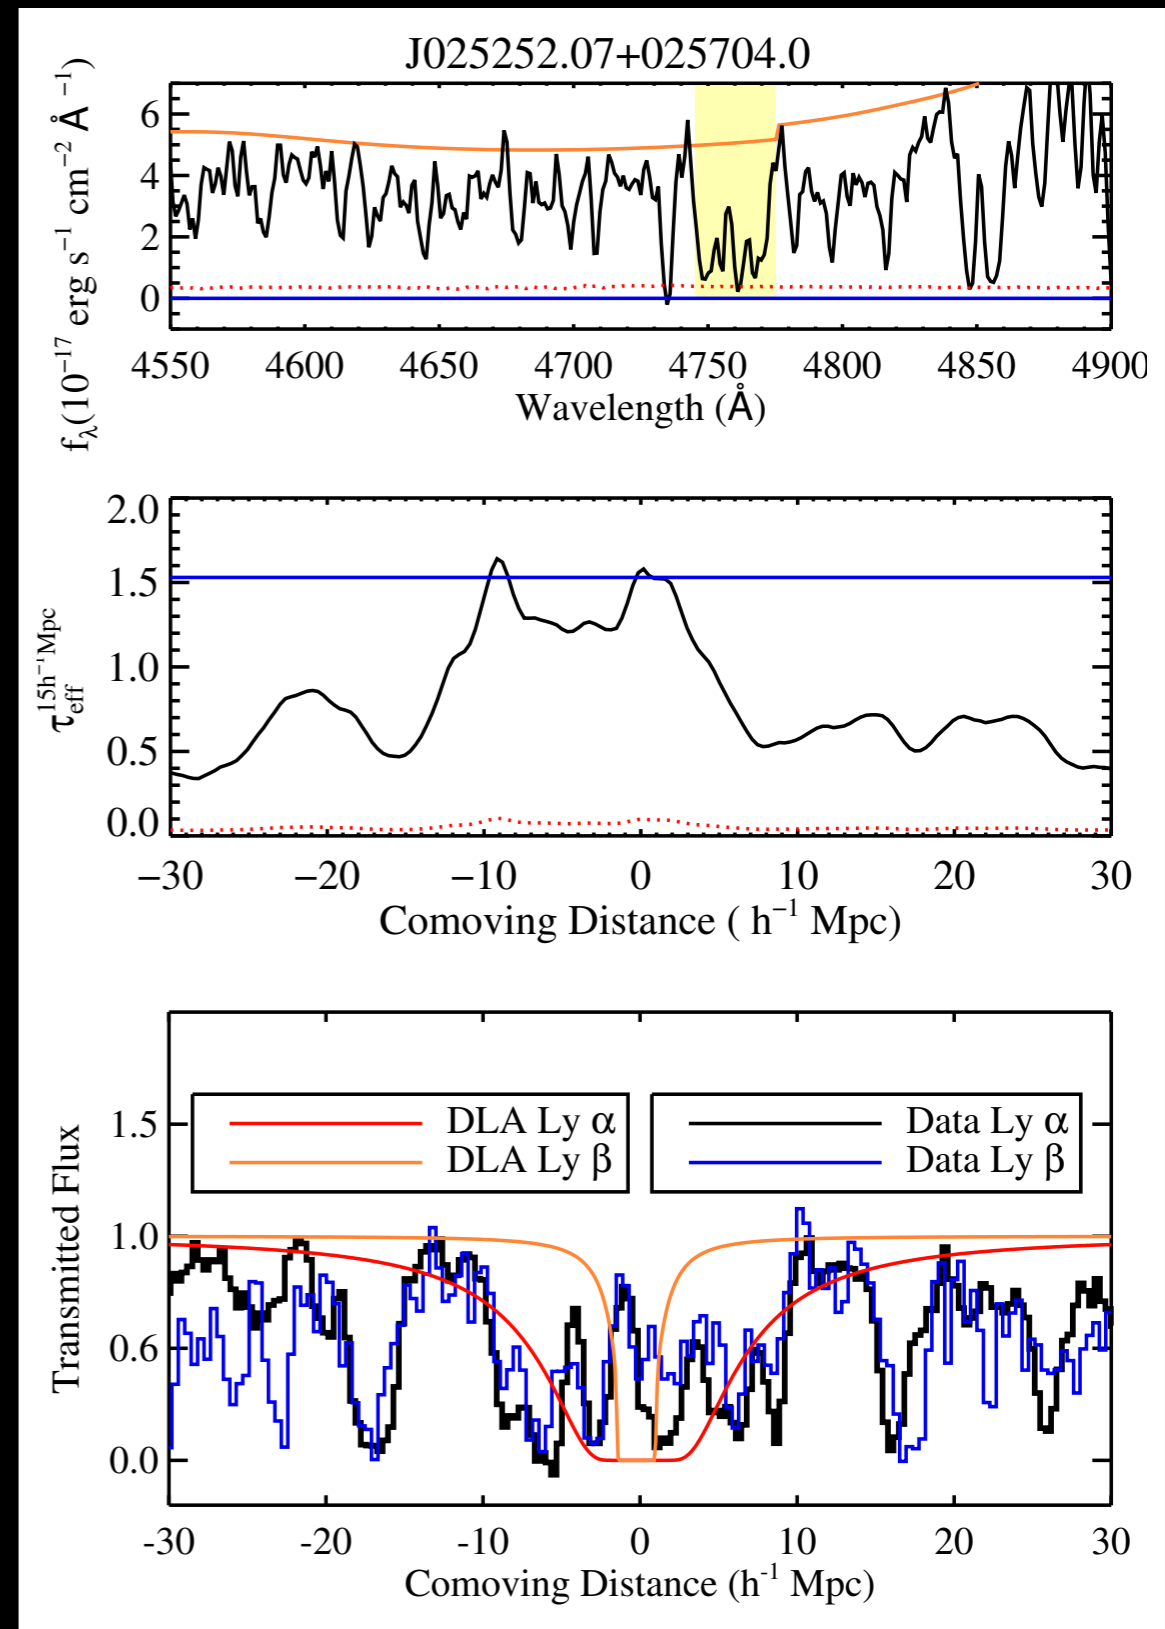 J025252.07+025704.0
f_λ(10⁻¹⁷ erg s⁻¹ cm⁻² Å⁻¹)
6
4
2
0
4550 4600 4650 4700 4750 4800 4850 4900
Wavelength (Å)
τ_eff^15h⁻¹Mpc
2.0
1.5
1.0
0.5
0.0
−30 −20 −10 0 10 20 30
Comoving Distance ( h⁻¹ Mpc)
Transmitted Flux
DLA Ly α
DLA Ly β
Data Ly α
Data Ly β
1.5
1.0
0.6
0.0
-30 -20 -10 0 10 20 30
Comoving Distance (h⁻¹ Mpc)